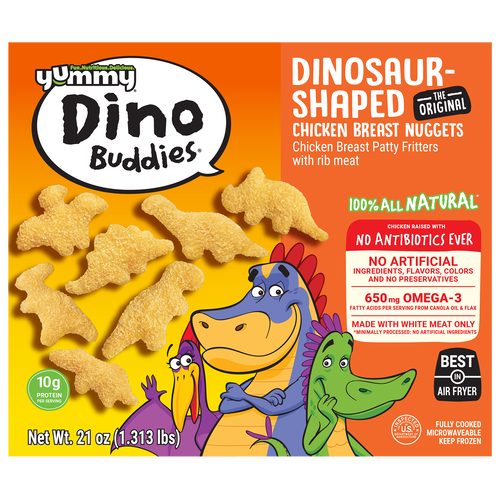 Fun. Nutritious. Delicious.
yummy
Dino
Buddies®
DINOSAUR-
SHAPED
THE
ORIGINAL
CHICKEN BREAST NUGGETS
Chicken Breast Patty Fritters
with rib meat
100% ALL NATURAL*
CHICKEN RAISED WITH
NO ANTIBIOTICS EVER
NO ARTIFICIAL
INGREDIENTS, FLAVORS, COLORS
AND NO PRESERVATIVES
650mg OMEGA-3
FATTY ACIDS PER SERVING FROM CANOLA OIL & FLAX
MADE WITH WHITE MEAT ONLY
*MINIMALLY PROCESSED: NO ARTIFICIAL INGREDIENTS
10g
PROTEIN
PER SERVING
BEST
IN
AIR FRYER
Net Wt. 21 oz (1.313 lbs)
INSPECTED
U.S.
FULLY COOKED
MICROWAVEABLE
KEEP FROZEN